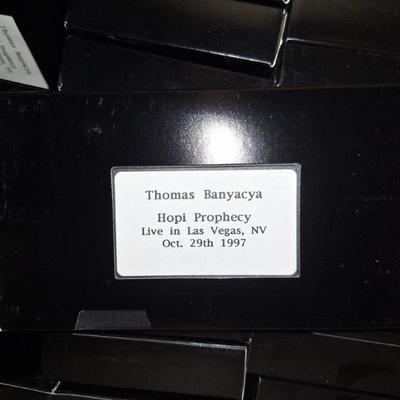 Thomas Banyacya
Hopi Prophecy
Live in Las Vegas, NV
Oct. 29th 1997